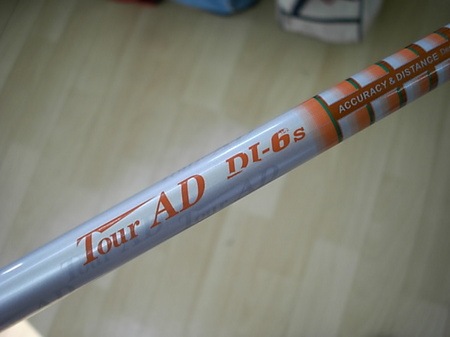 Tour AD DI-6s
ACCURACY & DISTANCE